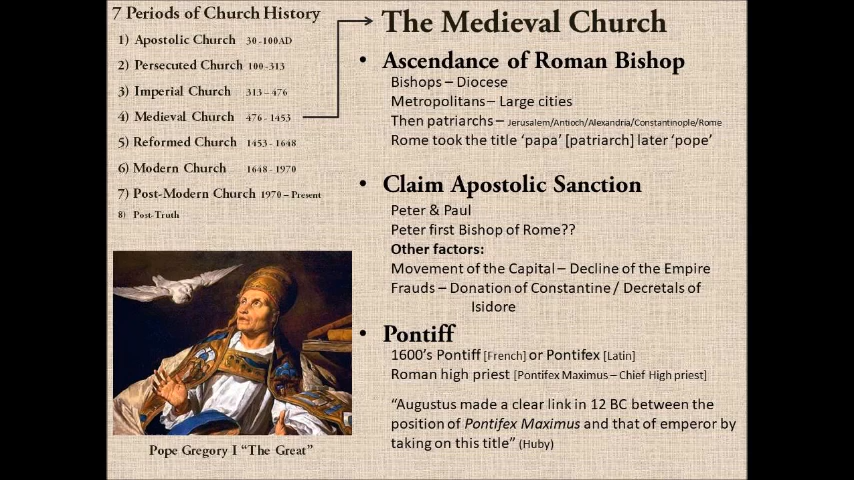 7 Periods of Church History
1) Apostolic Church 30-100AD
2) Persecuted Church 100-313
3) Imperial Church 313 – 476
4) Medieval Church 476 - 1453
5) Reformed Church 1453 - 1648
6) Modern Church 1648 - 1970
7) Post-Modern Church 1970 – Present
8) Post-Truth
Pope Gregory I “The Great”
The Medieval Church
• Ascendance of Roman Bishop
Bishops – Diocese
Metropolitans – Large cities
Then patriarchs – Jerusalem/Antioch/Alexandria/Constantinople/Rome
Rome took the title ‘papa’ [patriarch] later ‘pope’
• Claim Apostolic Sanction
Peter & Paul
Peter first Bishop of Rome??
Other factors:
Movement of the Capital – Decline of the Empire
Frauds – Donation of Constantine / Decretals of
Isidore
• Pontiff
1600’s Pontiff [French] or Pontifex [Latin]
Roman high priest [Pontifex Maximus – Chief High priest]
“Augustus made a clear link in 12 BC between the
position of Pontifex Maximus and that of emperor by
taking on this title” (Huby)